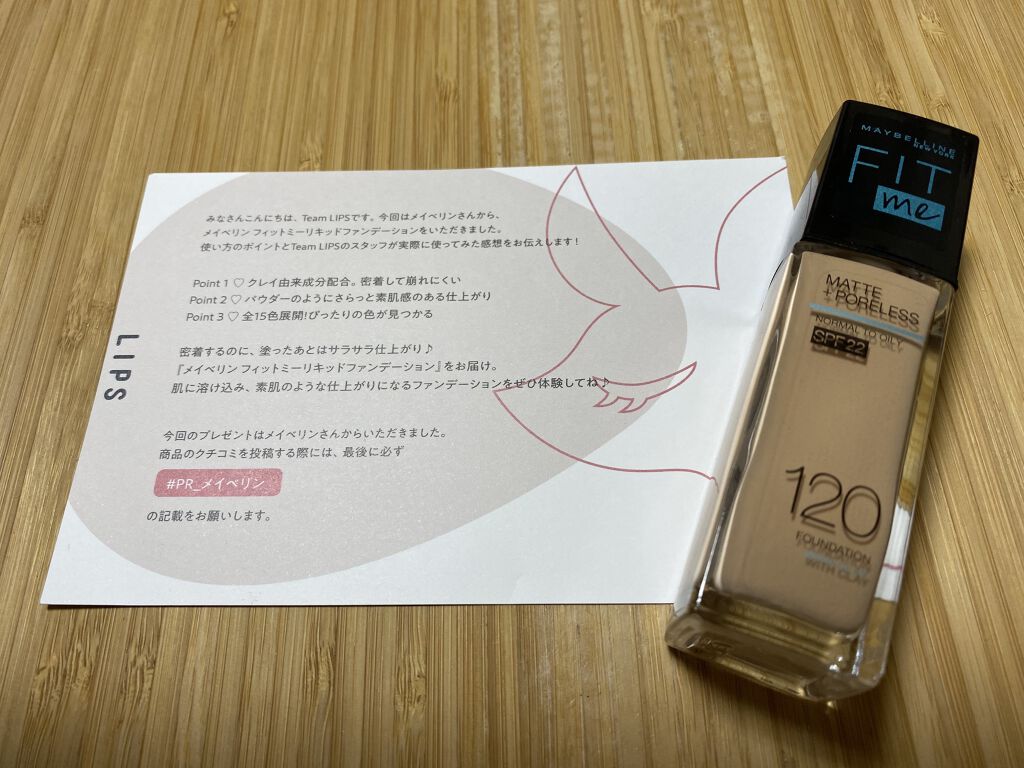 みなさんこんにちは、Team LIPSです。今回はメイベリンさんから、
メイベリン フィットミーリキッドファンデーションをいただきました。
使い方のポイントとTeam LIPSのスタッフが実際に使ってみた感想をお伝えします！
Point 1 ♡ クレイ由来成分配合。密着して崩れにくい
Point 2 ♡ パウダーのようにさらっと素肌感のある仕上がり
Point 3 ♡ 全15色展開!ぴったりの色が見つかる
密着するのに、塗ったあとはサラサラ仕上がり♪
『メイベリン フィットミーリキッドファンデーション』をお届け。
肌に溶け込み、素肌のような仕上がりになるファンデーションをぜひ体験してね♪
今回のプレゼントはメイベリンさんからいただきました。
商品のクチコミを投稿する際には、最後に必ず
#PR_メイベリン
の記載をお願いします。
LIPS
MAYBELLINE
NEW YORK
FIT
me
MATTE
+ PORELESS
NORMAL TO OILY
SPF 22
120
FOUNDATION
WITH CLAY